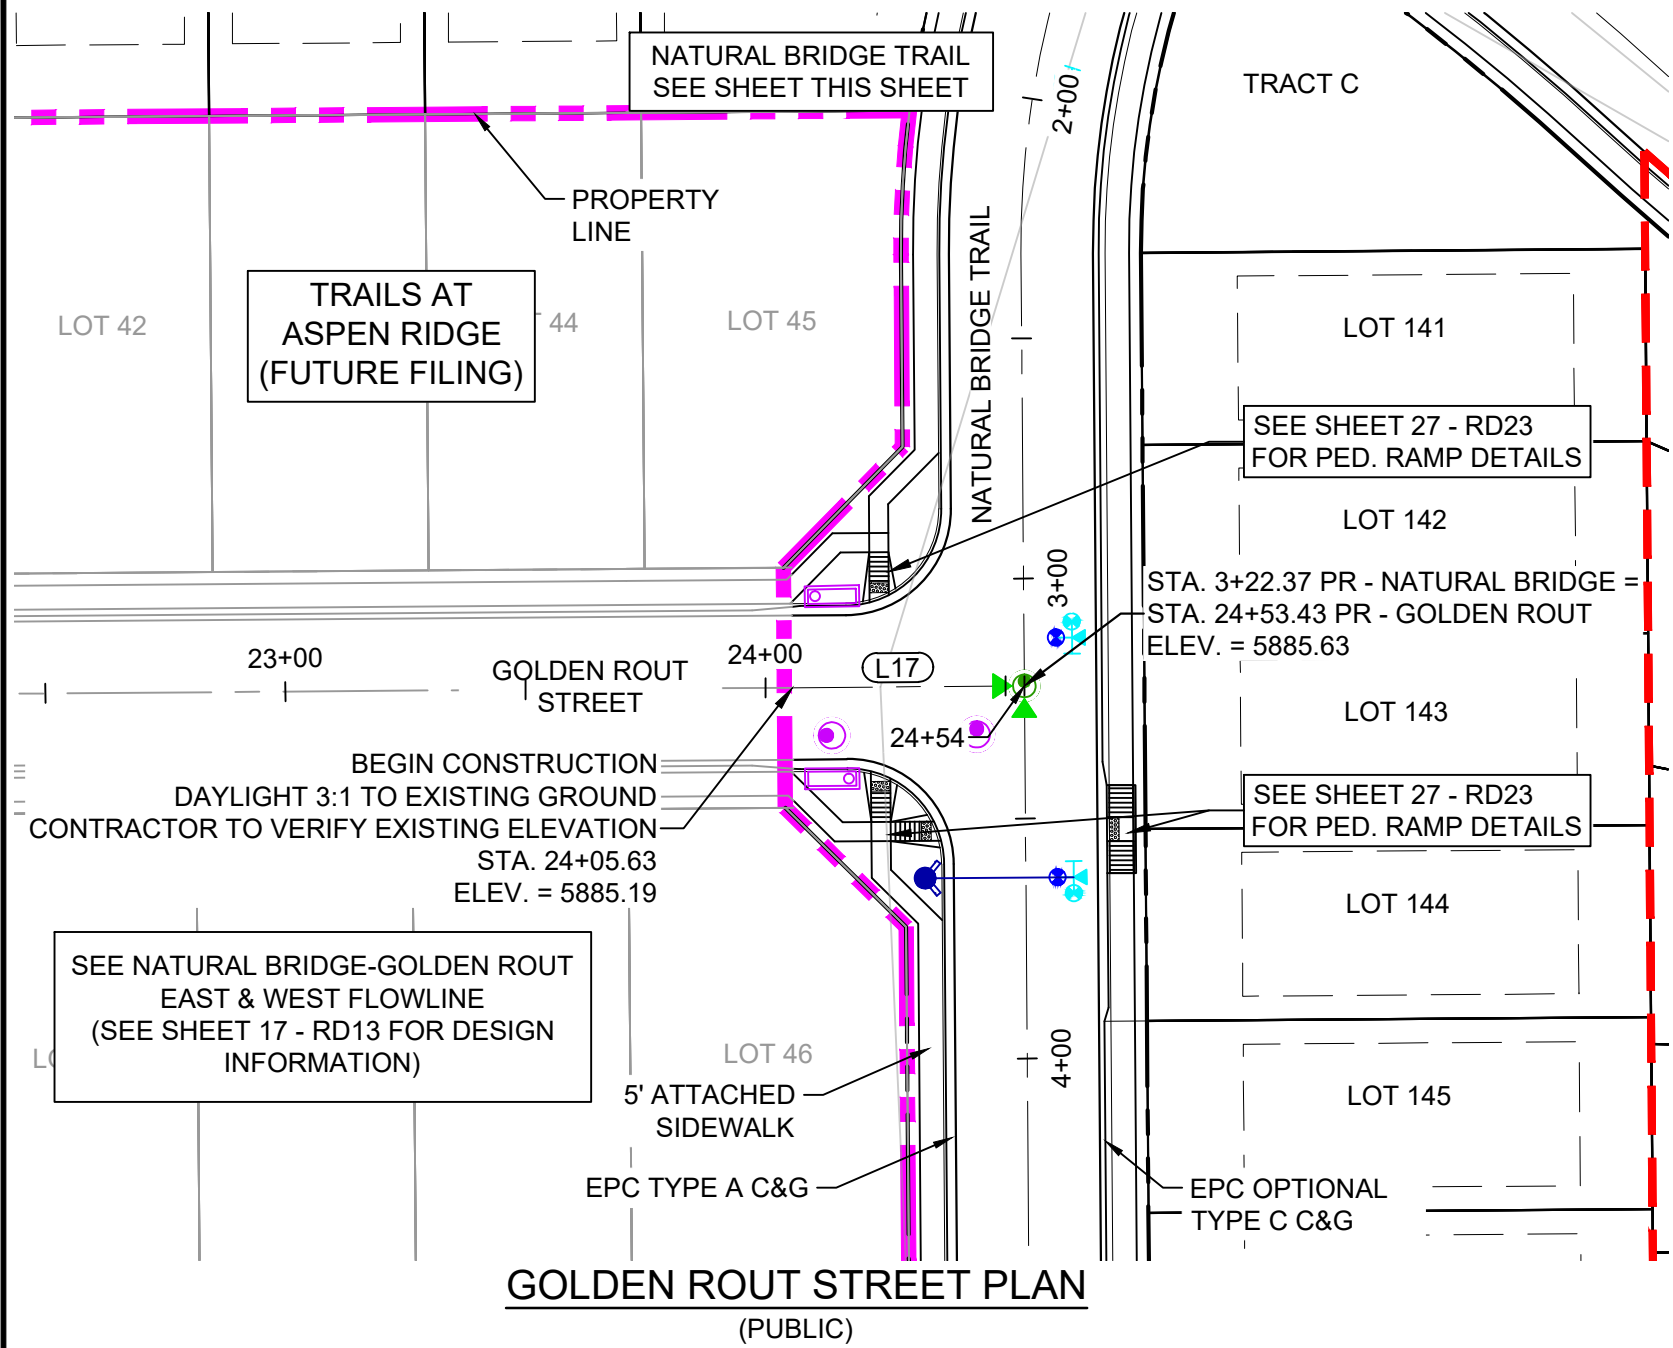 NATURAL BRIDGE TRAIL
SEE SHEET THIS SHEET
2+00
TRACT C
PROPERTY
LINE
TRAILS AT
ASPEN RIDGE
(FUTURE FILING)
LOT 42
44
LOT 45
NATURAL BRIDGE TRAIL
LOT 141
SEE SHEET 27 - RD23
FOR PED. RAMP DETAILS
LOT 142
3+00
STA. 3+22.37 PR - NATURAL BRIDGE =
STA. 24+53.43 PR - GOLDEN ROUT
ELEV. = 5885.63
23+00
GOLDEN ROUT
STREET
24+00
L17
24+54
LOT 143
BEGIN CONSTRUCTION
DAYLIGHT 3:1 TO EXISTING GROUND
CONTRACTOR TO VERIFY EXISTING ELEVATION
STA. 24+05.63
ELEV. = 5885.19
SEE SHEET 27 - RD23
FOR PED. RAMP DETAILS
LOT 144
SEE NATURAL BRIDGE-GOLDEN ROUT
EAST & WEST FLOWLINE
(SEE SHEET 17 - RD13 FOR DESIGN
INFORMATION)
LOT 46
4+00
5' ATTACHED
SIDEWALK
LOT 145
EPC TYPE A C&G
EPC OPTIONAL
TYPE C C&G
GOLDEN ROUT STREET PLAN
(PUBLIC)